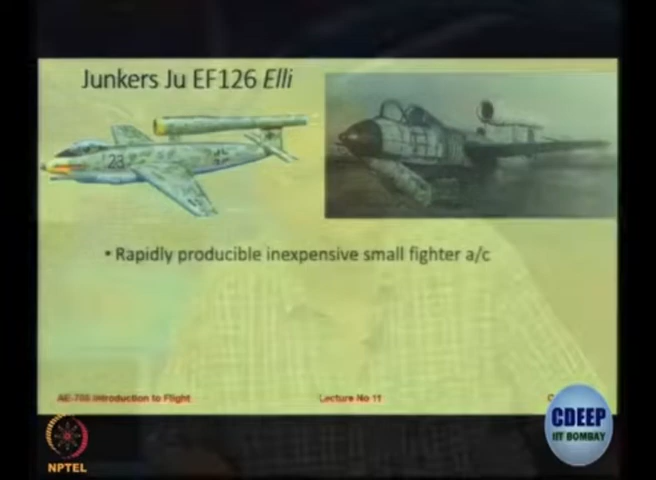 Junkers Ju EF126 Elli
23
• Rapidly producible inexpensive small fighter a/c
AE-705 Introduction to Flight
Lecture No 11
C
CDEEP
IIT BOMBAY
NPTEL